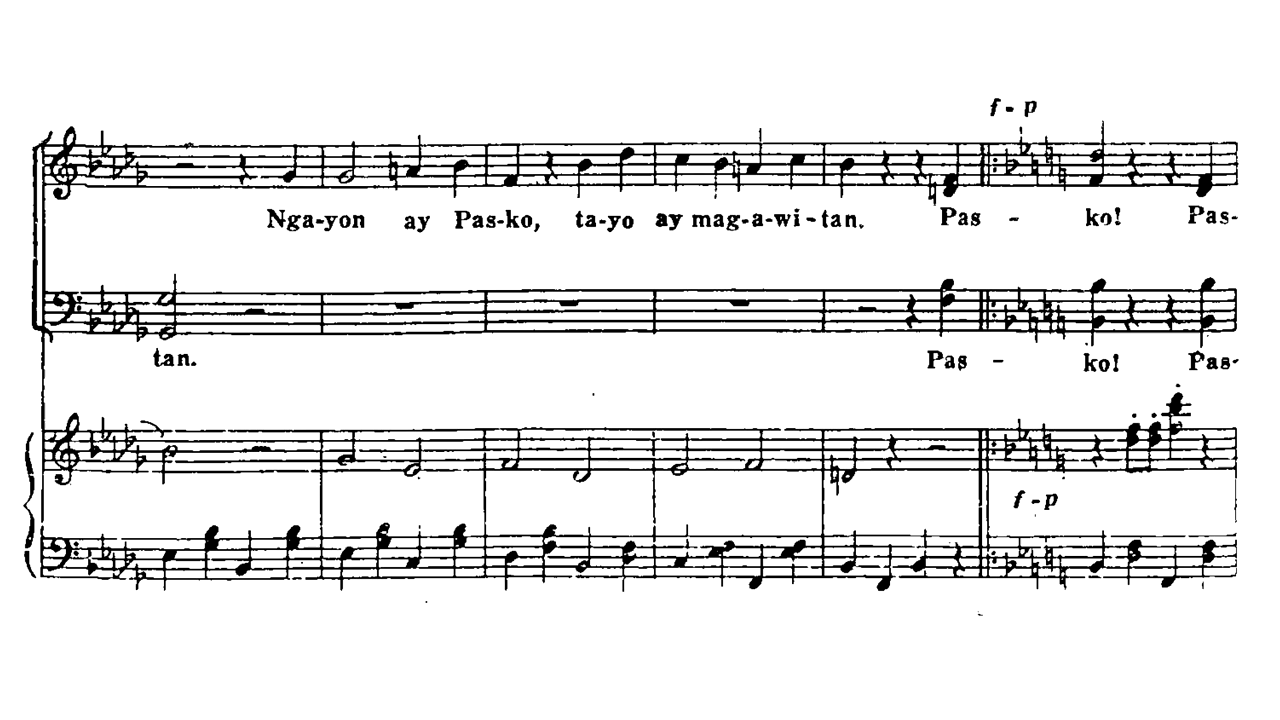 f - p
Nga-yon ay Pas-ko, ta-yo ay mag-a-wi-tan. Pas - ko! Pas-
tan. Pas - ko! Pas-
f - p